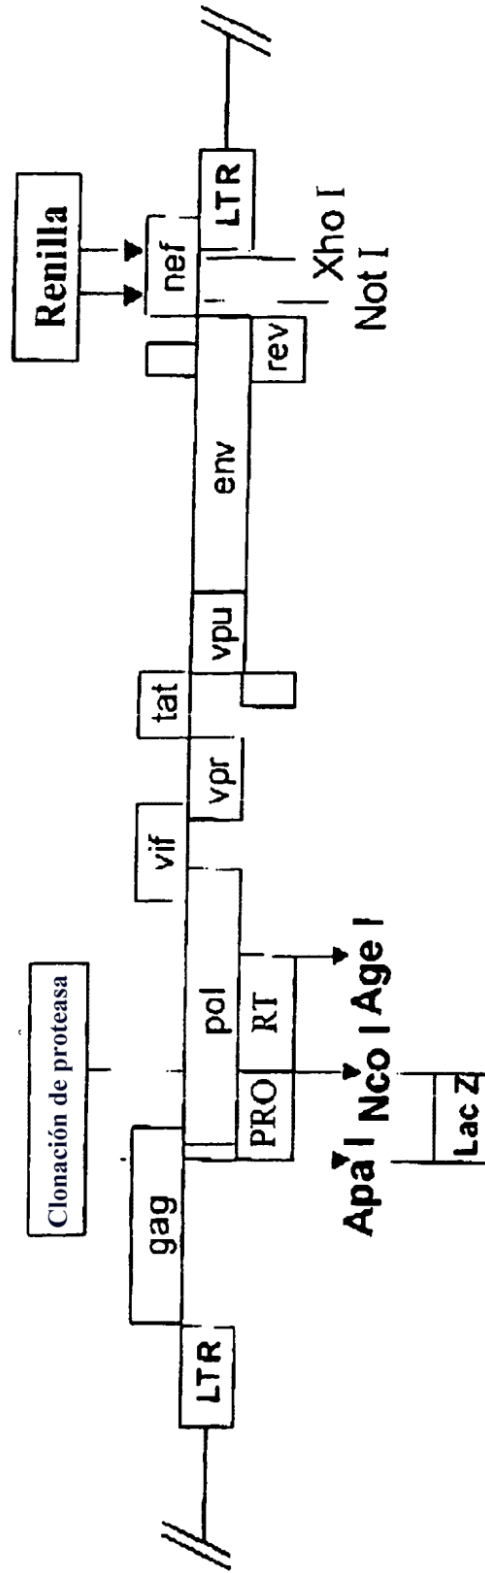 Clonación de proteasa
Renilla
gag
vif
tat
nef
LTR
pol
vpr
vpu
env
LTR
PRO
RT
rev
Apa I
Nco I
Age I
Not I
Xho I
Lac Z